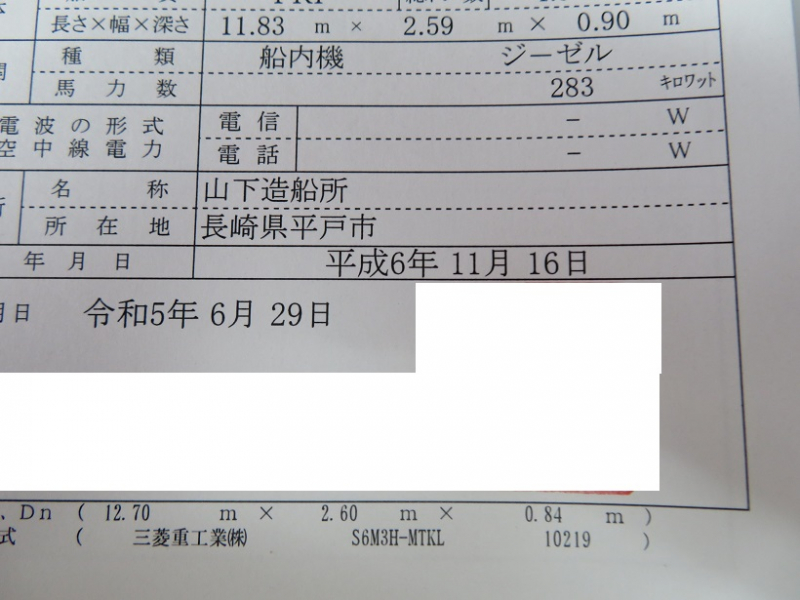 長さ×幅×深さ 11.83 m × 2.59 m × 0.90 m
種類 船内機 ジーゼル
馬力数 283 キロワット
電波の形式 電信 － W
空中線電力 電話 － W
名称 山下造船所
所在地 長崎県平戸市
年月日 平成6年 11月 16日
月日 令和5年 6月 29日
、Dn ( 12.70 m × 2.60 m × 0.84 m )
式 ( 三菱重工業㈱ S6M3H-MTKL 10219 )